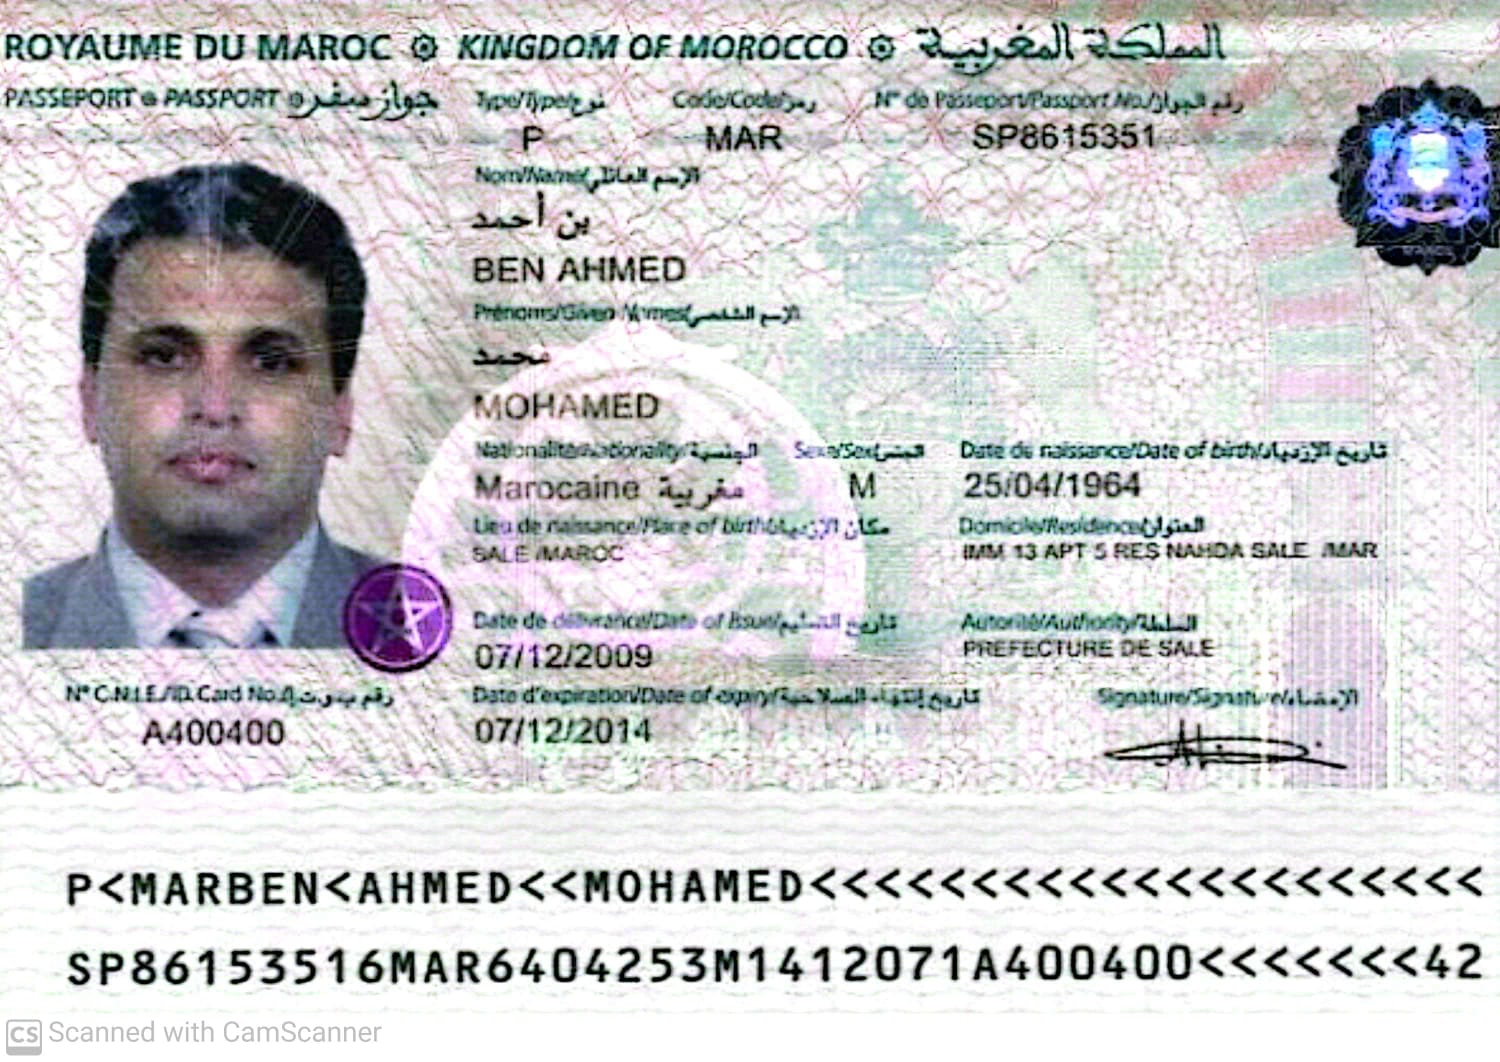 ROYAUME DU MAROC KINGDOM OF MOROCCO المملكة المغربية
PASSEPORT PASSPORT جواز سفر
Type/Type/نوع Code/Code/رمز N° de Passeport/Passport No./رقم الجواز
P MAR SP8615351
Nom/Name/الإسم العائلي
بن أحمد
BEN AHMED
Prénoms/Given Names/الإسم الشخصي
محمد
MOHAMED
Nationalité/nationality/الجنسية Sexe/Sex/الجنس Date de naissance/Date of birth/تاريخ الإزدياد
Marocaine مغربية M 25/04/1964
Lieu de naissance/Place of birth/مكان الإزدياد Domicile/Residence/العنوان
SALE /MAROC IMM 13 APT 5 RES NAHDA SALE /MAR
Date de délivrance/Date of issue/تاريخ التسليم Autorité/Authority/السلطة
07/12/2009 PREFECTURE DE SALE
N° C.N.I.E./I.D. Card No./رقم ب.و.ت.إ Date d'expiration/Date of expiry/تاريخ إنتهاء الصلاحية Signature/Signature/الإمضاء
A400400 07/12/2014
P<MARBEN<AHMED<<MOHAMED<<<<<<<<<<<<<<<<<<<<<
SP86153516MAR6404253M1412071A400400<<<<<<<42
CS Scanned with CamScanner